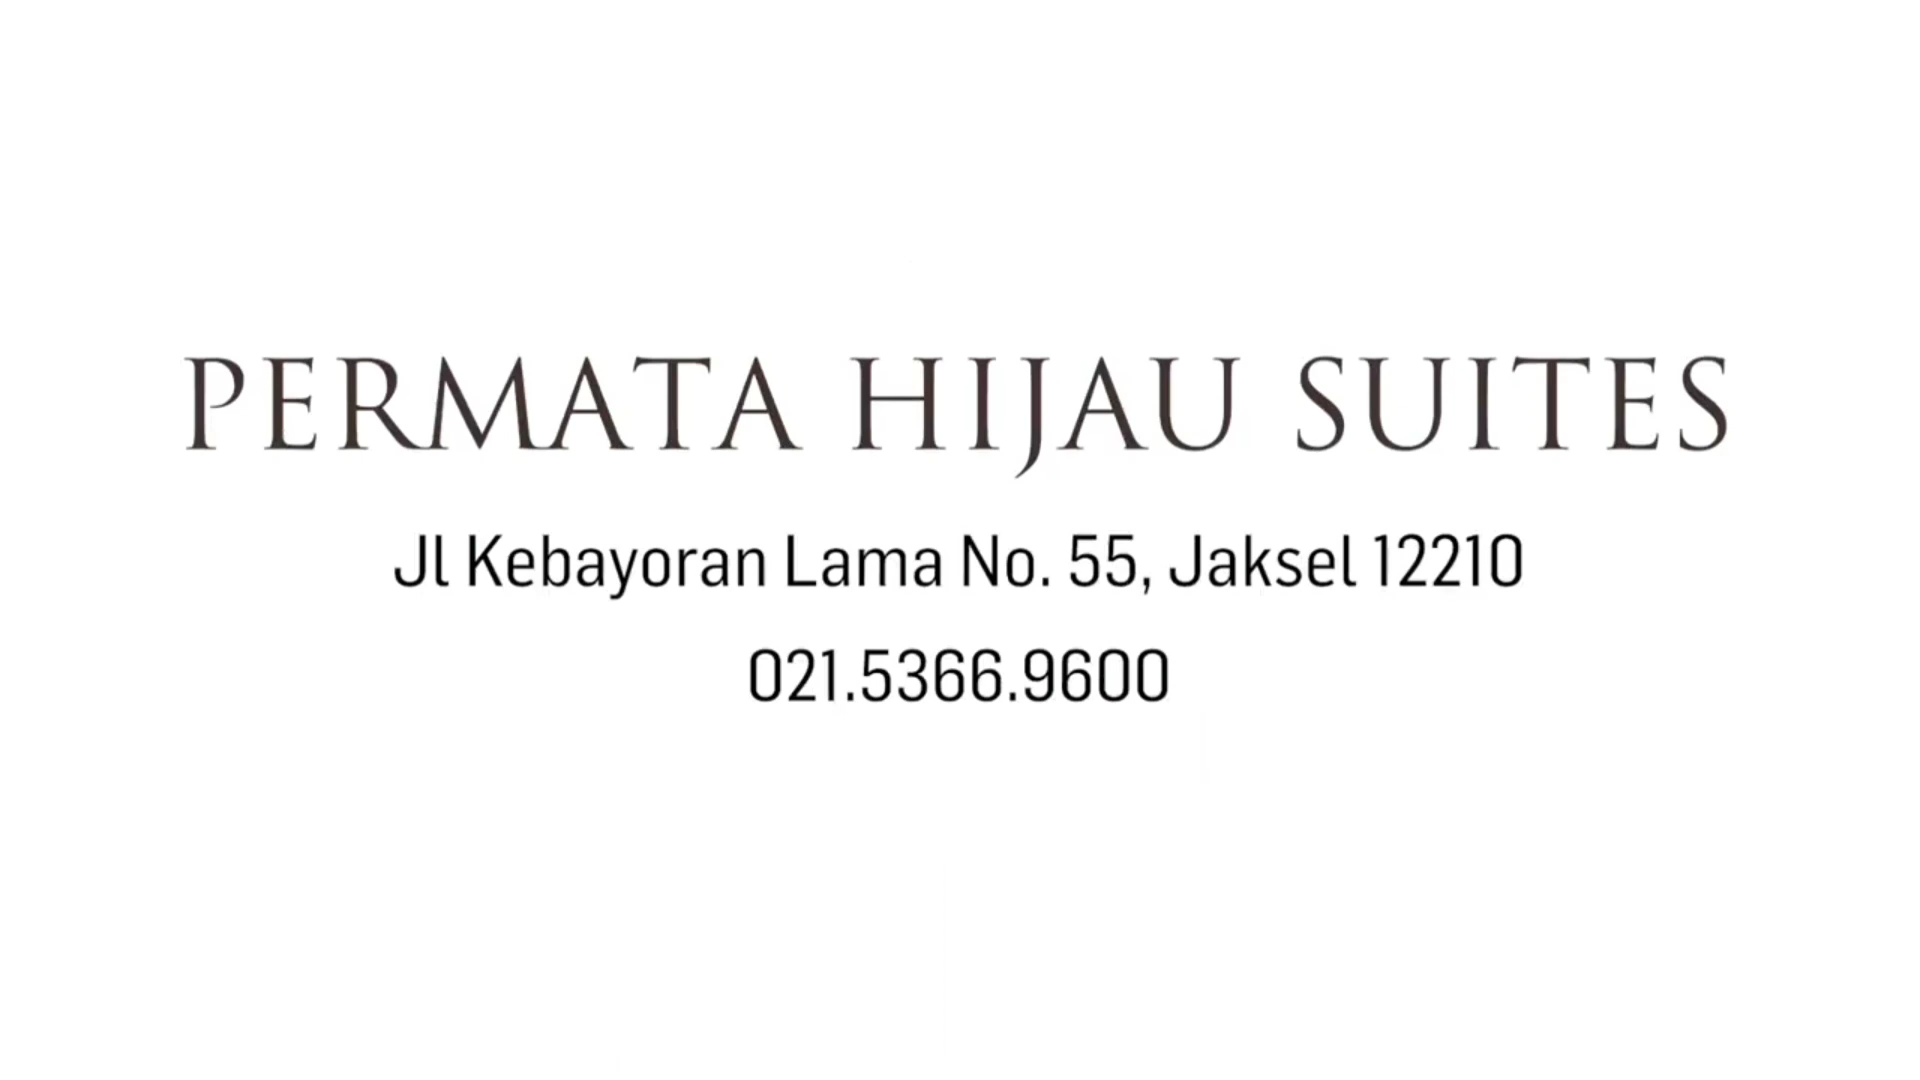 PERMATA HIJAU SUITES
Jl Kebayoran Lama No. 55, Jaksel 12210
021.5366.9600